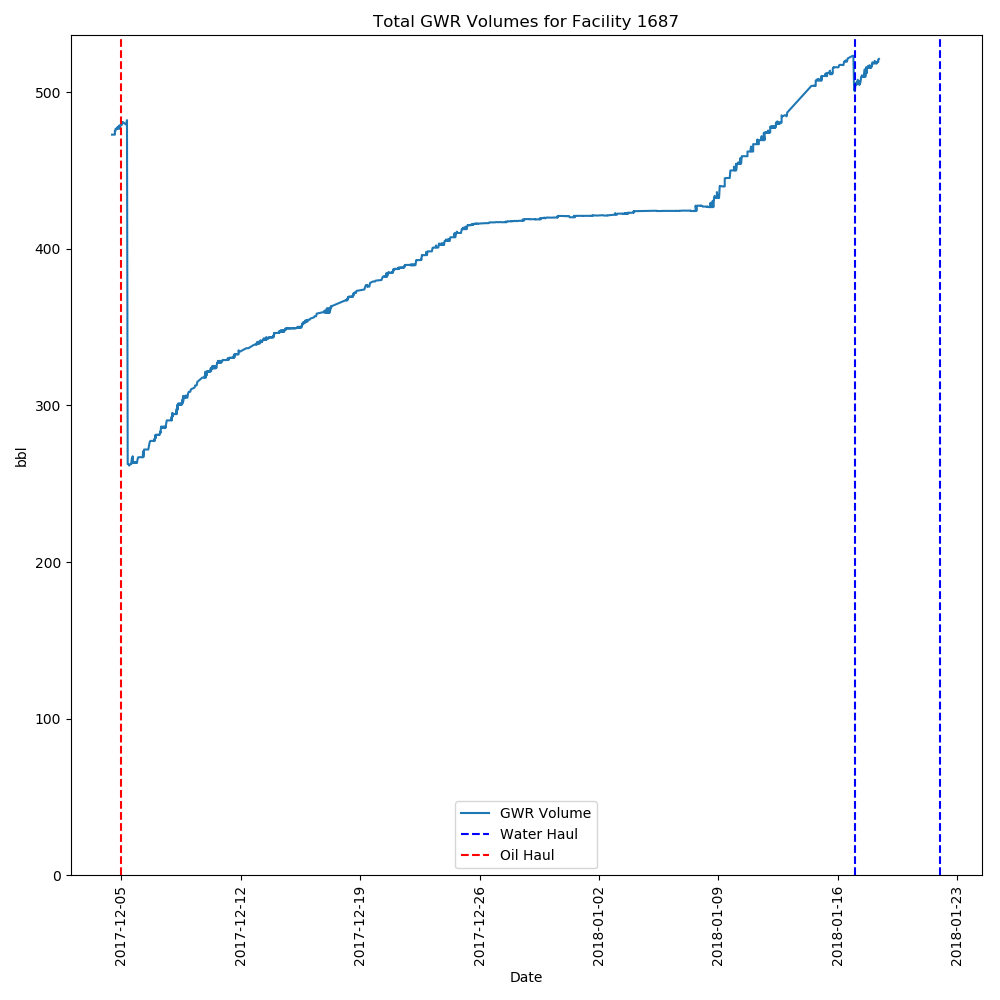 Total GWR Volumes for Facility 1687
bbl
500
400
300
200
100
0
GWR Volume
Water Haul
Oil Haul
2017-12-05
2017-12-12
2017-12-19
2017-12-26
2018-01-02
2018-01-09
2018-01-16
2018-01-23
Date